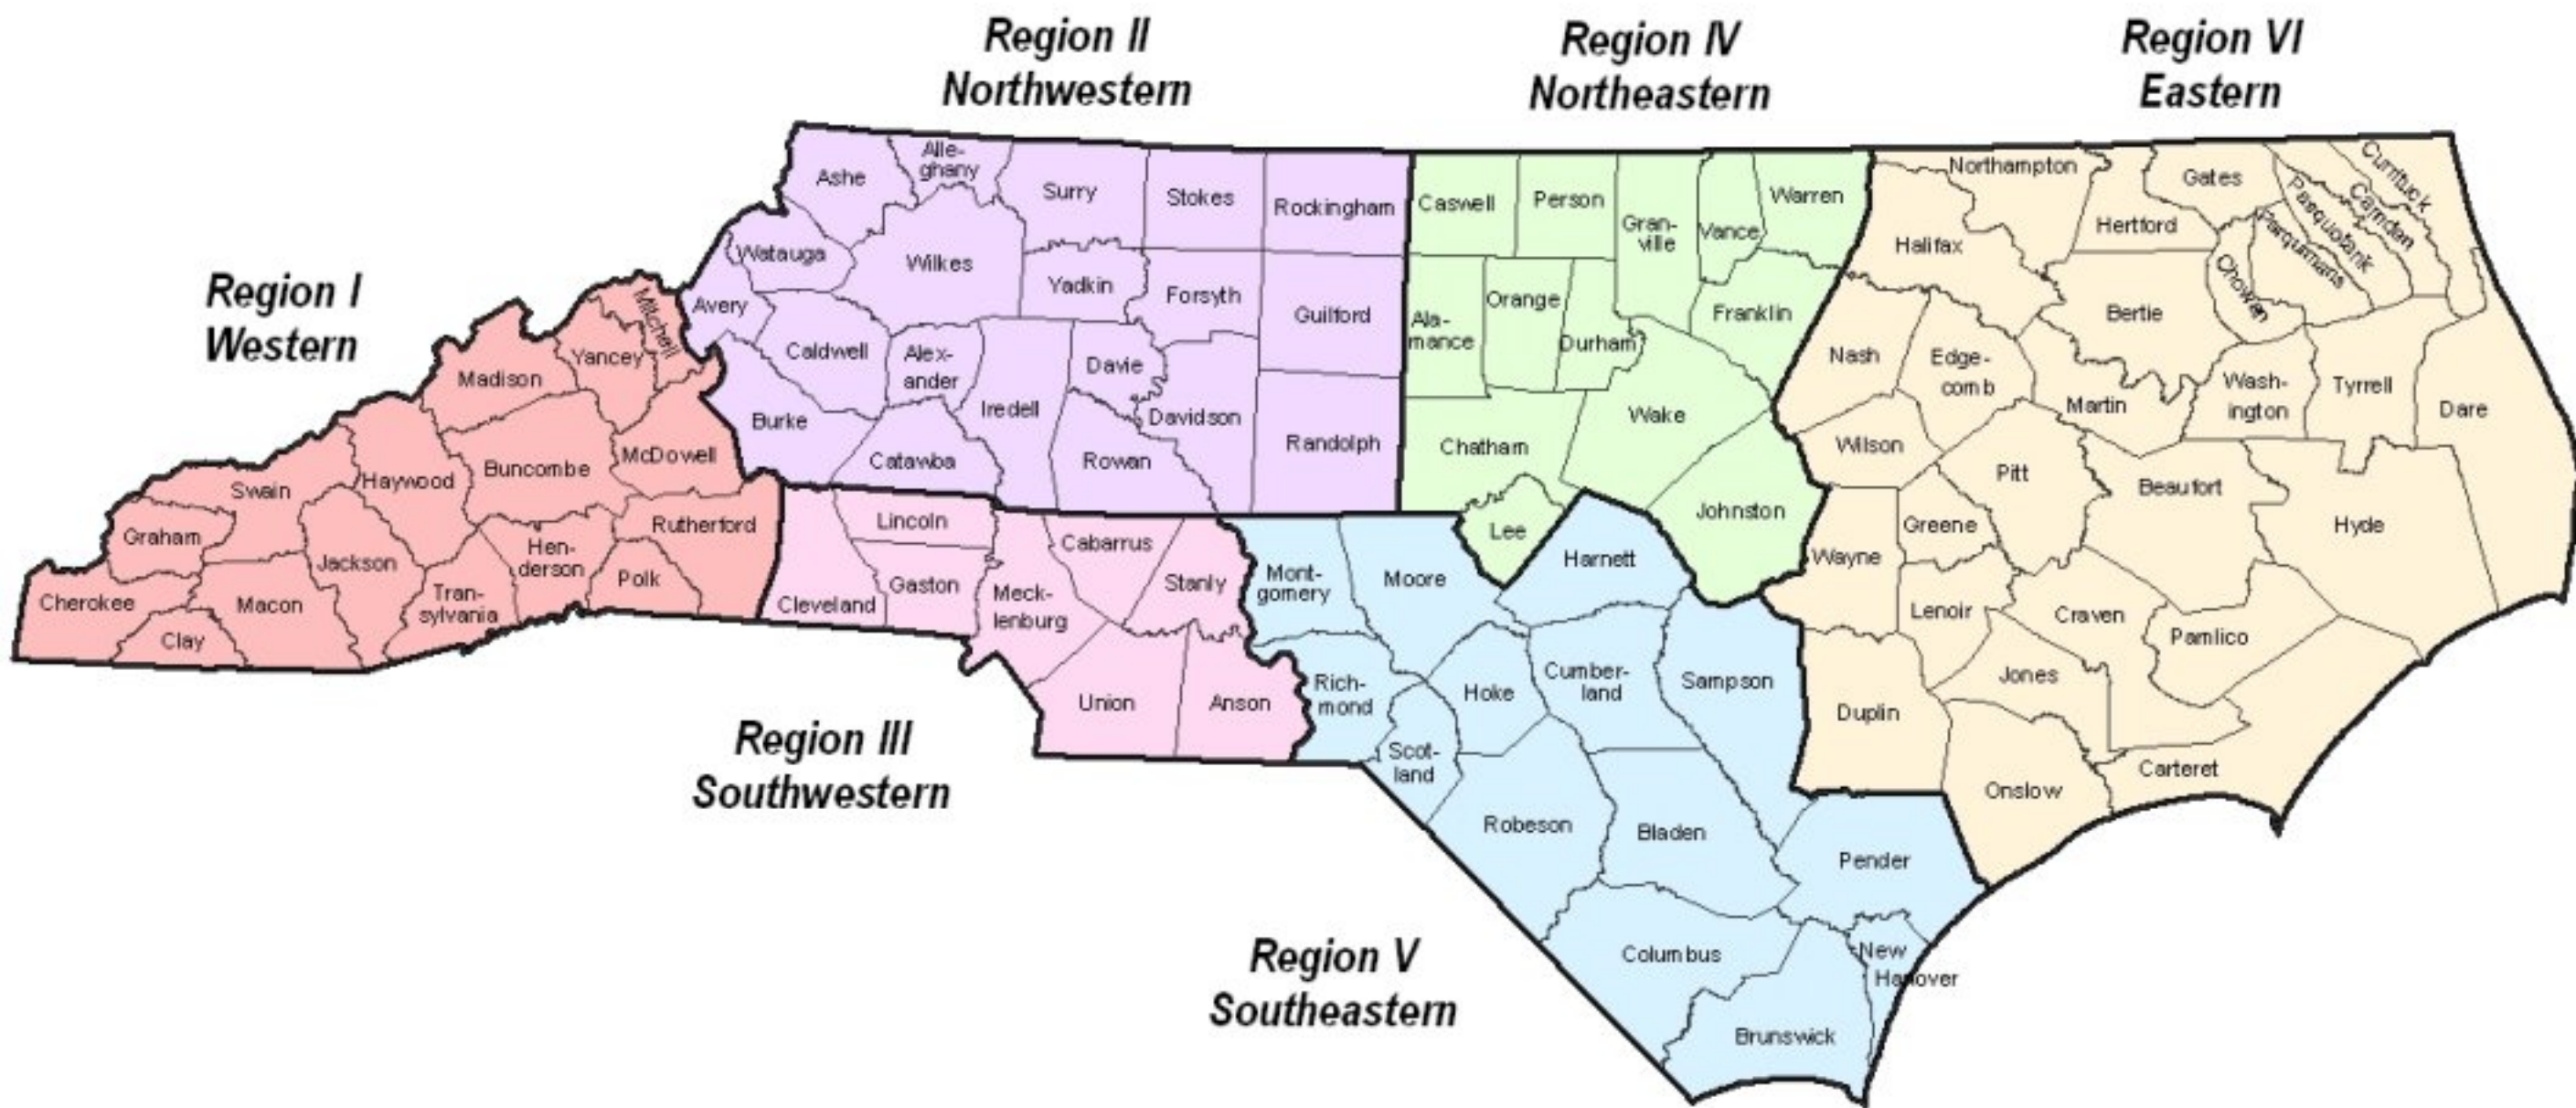 Region II
Northwestern
Region IV
Northeastern
Region VI
Eastern
Region I
Western
Region III
Southwestern
Region V
Southeastern
Cherokee
Graham
Clay
Swain
Macon
Jackson
Haywood
Tran-
sylvania
Madison
Buncombe
Hen-
derson
Yancey
Mitchell
McDowell
Polk
Rutherford
Ashe
Alle-
ghany
Surry
Stokes
Rockingham
Watauga
Wilkes
Yadkin
Forsyth
Guilford
Avery
Caldwell
Alex-
ander
Iredell
Davie
Davidson
Randolph
Burke
Catawba
Rowan
Cleveland
Lincoln
Gaston
Meck-
lenburg
Cabarrus
Stanly
Union
Anson
Caswell
Person
Gran-
ville
Vance
Warren
Ala-
mance
Orange
Durham
Franklin
Chatham
Wake
Lee
Johnston
Mont-
gomery
Moore
Harnett
Rich-
mond
Hoke
Cumber-
land
Sampson
Scot-
land
Robeson
Bladen
Pender
Columbus
New
Hanover
Brunswick
Northampton
Gates
Currituck
Camden
Pasquotank
Parqumans
Chowan
Hertford
Halifax
Bertie
Nash
Edge-
comb
Martin
Wash-
ington
Tyrrell
Dare
Wilson
Pitt
Beaufort
Hyde
Wayne
Greene
Lenoir
Craven
Pamlico
Jones
Duplin
Onslow
Carteret